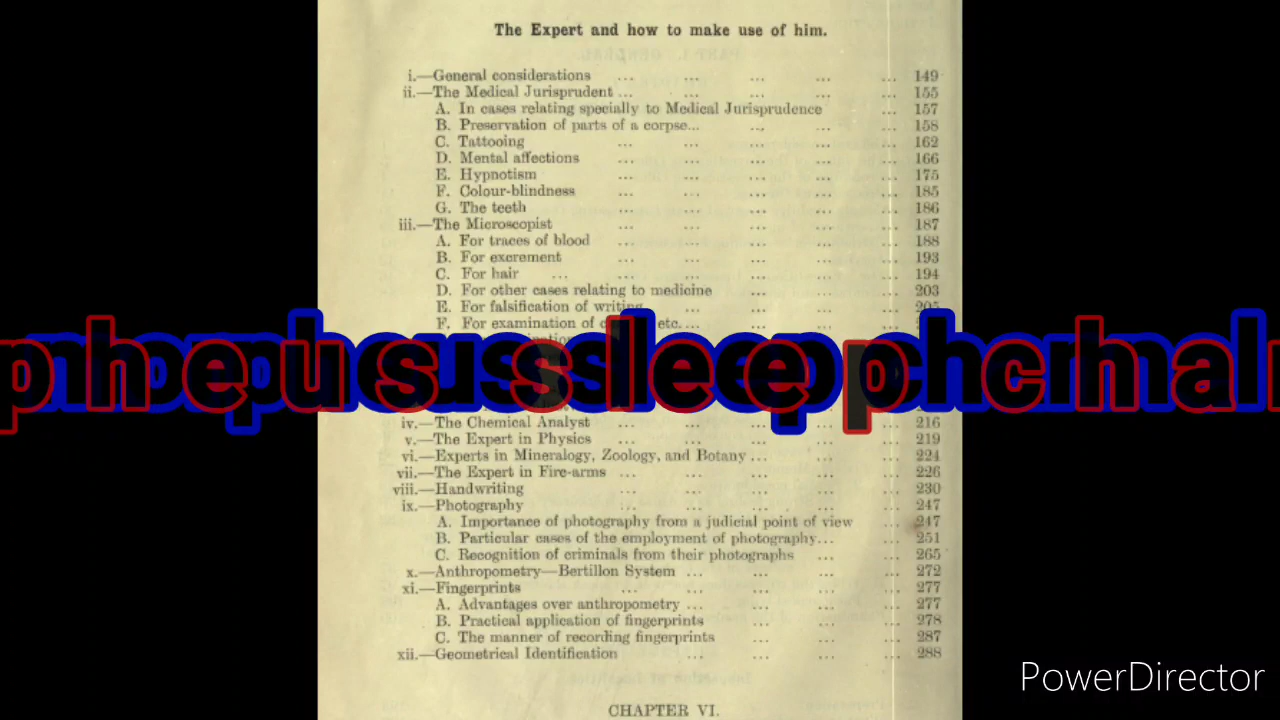 The Expert and how to make use of him.
i.—General considerations ... ... ... ... ... 149
ii.—The Medical Jurisprudent ... ... ... ... ... 155
A. In cases relating specially to Medical Jurisprudence ... 157
B. Preservation of parts of a corpse... ... ... ... 158
C. Tattooing ... ... ... ... ... 162
D. Mental affections ... ... ... ... ... 166
E. Hypnotism ... ... ... ... ... 175
F. Colour-blindness ... ... ... ... ... 185
G. The teeth ... ... ... ... ... 186
iii.—The Microscopist ... ... ... ... ... 187
A. For traces of blood ... ... ... ... ... 188
B. For excrement ... ... ... ... ... 193
C. For hair ... ... ... ... ... ... 194
D. For other cases relating to medicine ... ... ... 203
E. For falsification of writing ... ... ... 205
F. For examination of etc. ... ... ... ...
iv.—The Chemical Analyst ... ... ... ... ... 216
v.—The Expert in Physics ... ... ... ... ... 219
vi.—Experts in Mineralogy, Zoology, and Botany ... ... ... 224
vii.—The Expert in Fire-arms ... ... ... ... ... 226
viii.—Handwriting ... ... ... ... ... 230
ix.—Photography ... ... ... ... ... 247
A. Importance of photography from a judicial point of view ... 247
B. Particular cases of the employment of photography... ... 251
C. Recognition of criminals from their photographs ... ... 265
x.—Anthropometry—Bertillon System ... ... ... ... 272
xi.—Fingerprints ... ... ... ... ... 277
A. Advantages over anthropometry ... ... ... ... 277
B. Practical application of fingerprints ... ... ... 278
C. The manner of recording fingerprints ... ... ... 287
xii.—Geometrical Identification ... ... ... ... 288
CHAPTER VI.
PowerDirector